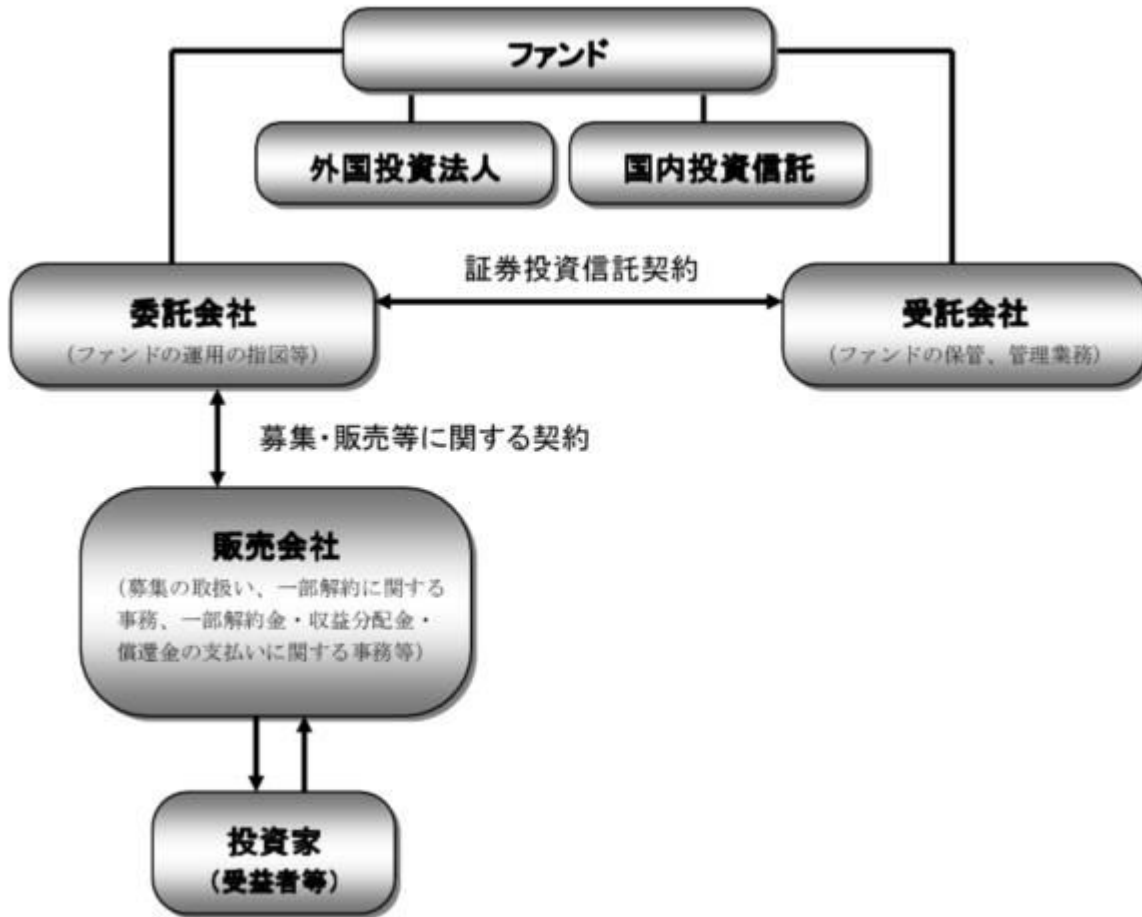 ファンド
外国投資法人
国内投資信託
証券投資信託契約
委託会社
(ファンドの運用の指図等)
受託会社
(ファンドの保管、管理業務)
募集・販売等に関する契約
販売会社
(募集の取扱い、一部解約に関する
事務、一部解約金・収益分配金・
償還金の支払いに関する事務等)
投資家
(受益者等)